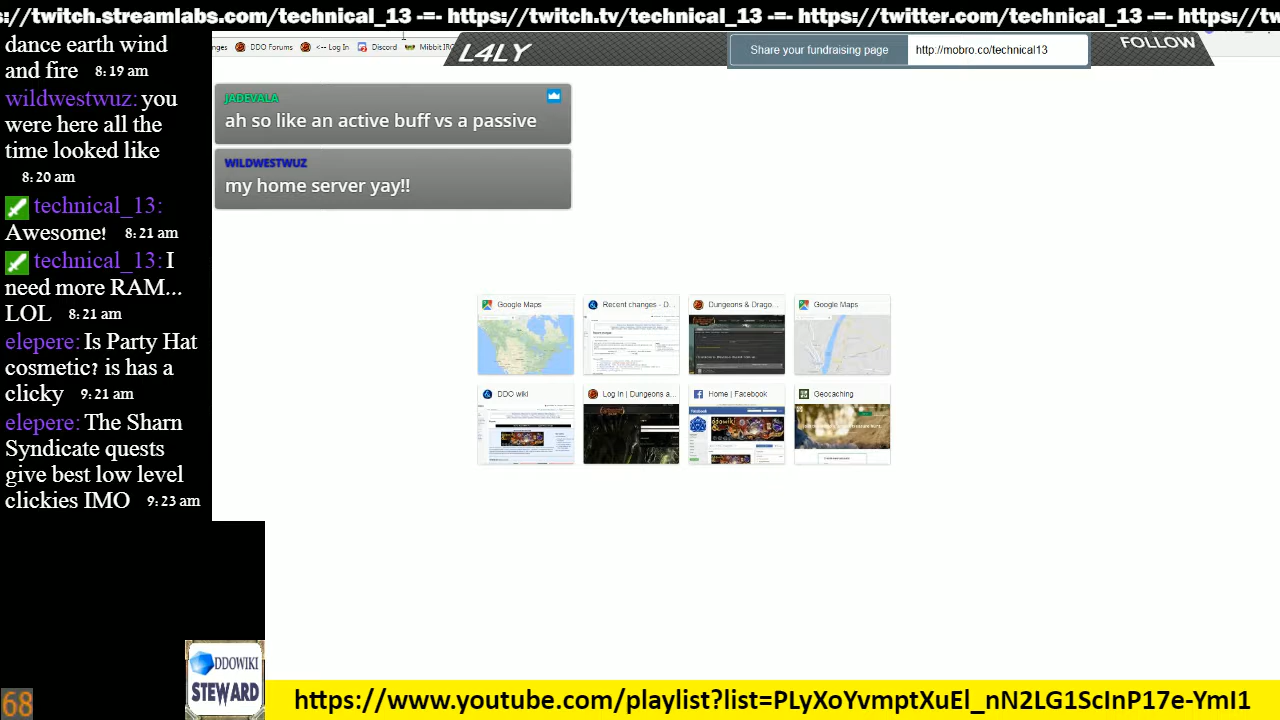 s://twitch.streamlabs.com/technical_13 -=- https://twitch.tv/technical_13 -=- https://twitter.com/technical_13 -=- https://tw
dance earth wind
and fire 8:19 am
wildwestwuz: you
were here all the
time looked like
8:20 am
technical_13:
Awesome! 8:21 am
technical_13: I
need more RAM...
LOL 8:21 am
elepere: Is Party Hat
cosmetic? is has a
clicky 9:21 am
elepere: The Sharn
Syndicate quests
give best low level
clickies IMO 9:23 am
nges DDO Forums <-- Log In Discord Mibbit IRC
L4LY
Share your fundraising page http://mobro.co/technical13
FOLLOW
JADEVALA
ah so like an active buff vs a passive
WILDWESTWUZ
my home server yay!!
Google Maps Recent changes - D... Dungeons & Drago... Google Maps
DDO wiki Log In | Dungeons a... Home | Facebook Geocaching
DDOWIKI
STEWARD
68
https://www.youtube.com/playlist?list=PLyXoYvmptXuEl_nN2LG1ScInP17e-YmI1